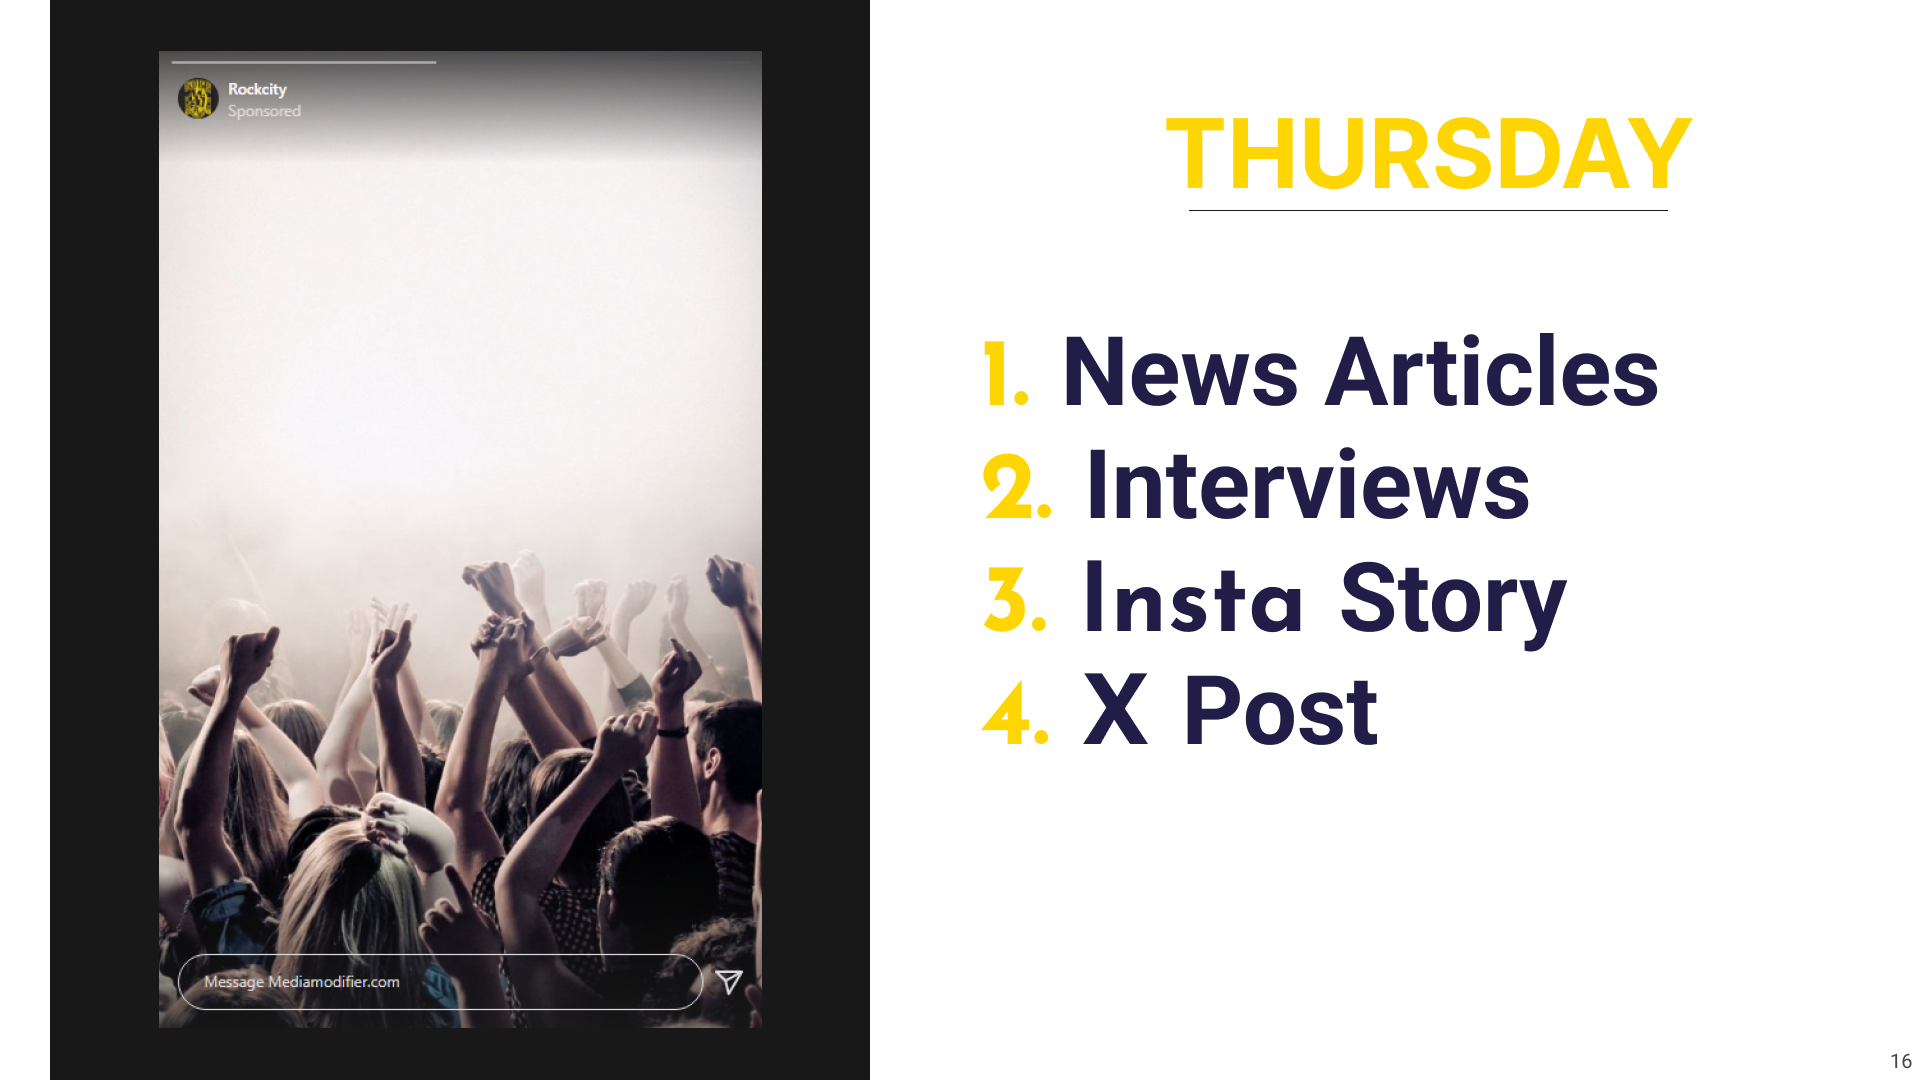 Rockcity
Sponsored
Message Mediamodifier.com
THURSDAY
1. News Articles
2. Interviews
3. Insta Story
4. X Post
16